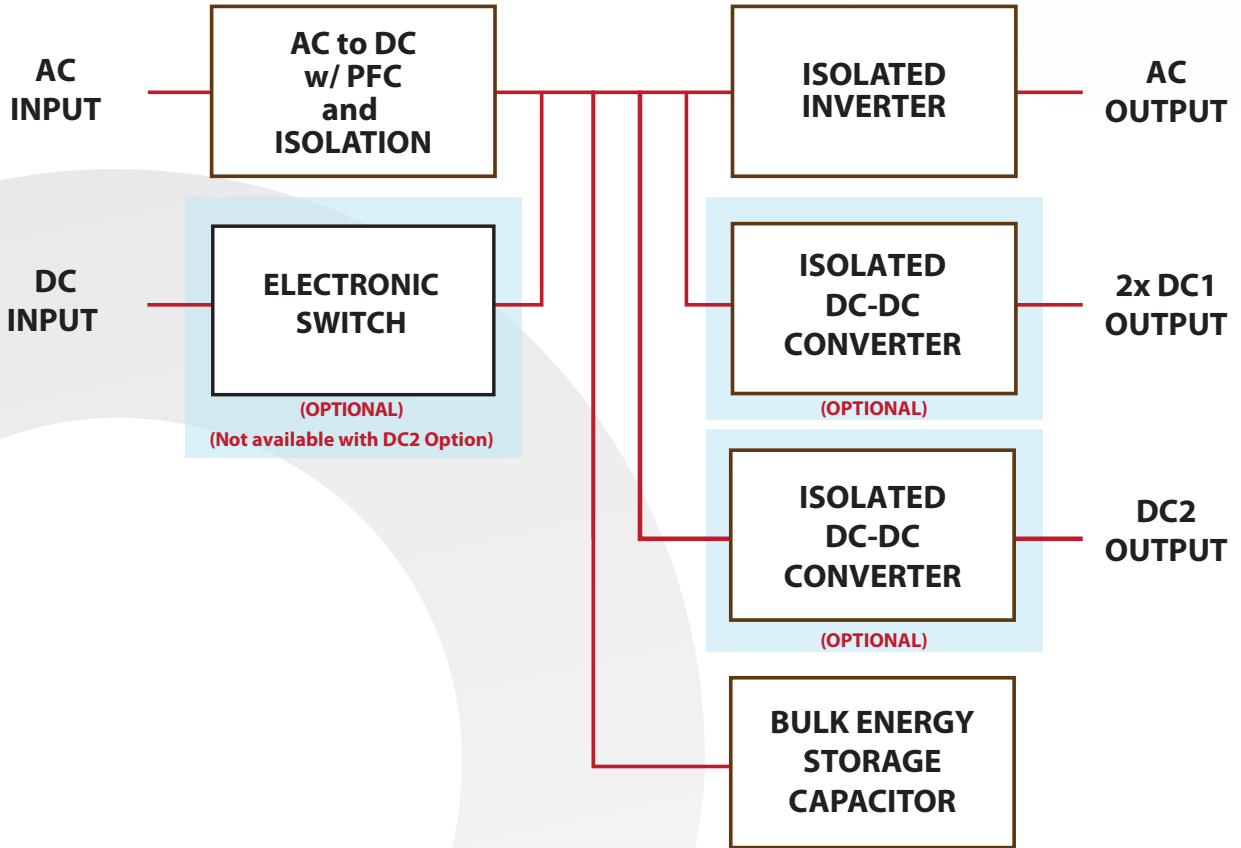 AC
INPUT
AC to DC
w/ PFC
and
ISOLATION
ISOLATED
INVERTER
AC
OUTPUT
DC
INPUT
ELECTRONIC
SWITCH
(OPTIONAL)
(Not available with DC2 Option)
ISOLATED
DC-DC
CONVERTER
(OPTIONAL)
2x DC1
OUTPUT
ISOLATED
DC-DC
CONVERTER
(OPTIONAL)
DC2
OUTPUT
BULK ENERGY
STORAGE
CAPACITOR